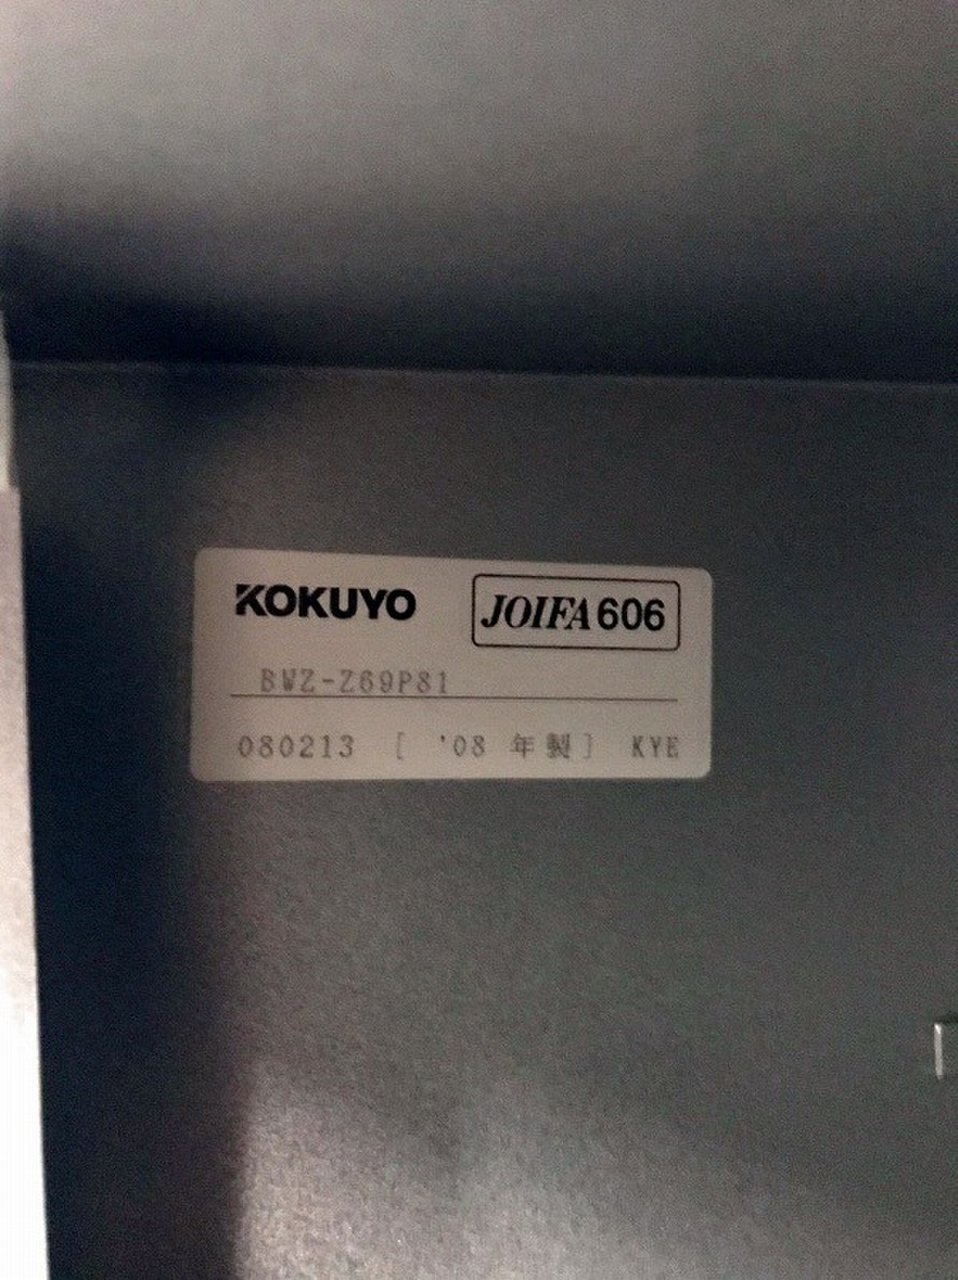 KOKUYO JOIFA 606
BWZ-Z69P81
080213 [ '08 年製] KYE